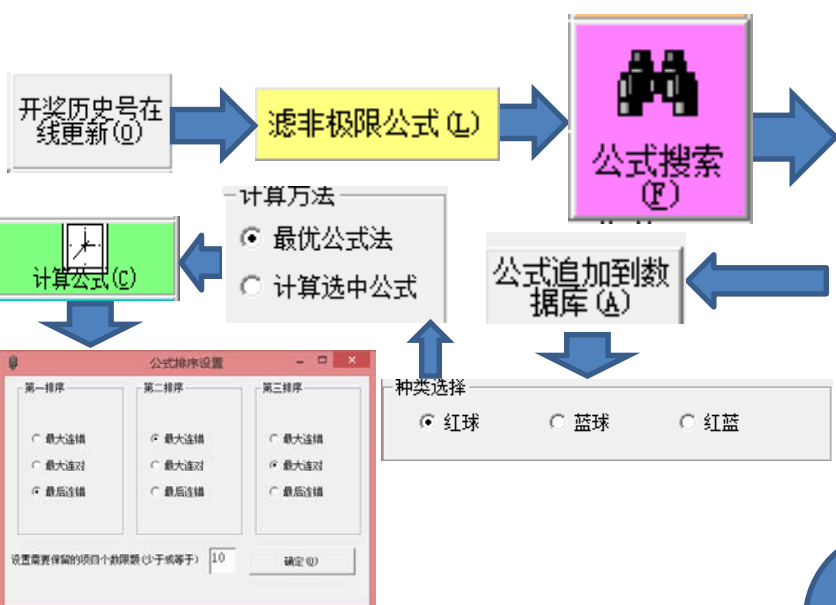 开奖历史号在
线更新(O)
滤非极限公式(L)
公式搜索
(F)
公式追加到数
据库(A)
种类选择
红球
蓝球
红蓝
计算方法
最优公式法
计算选中公式
计算公式(C)
公式排序设置
第一排序
第二排序
第三排序
最大连错
最大连错
最大连错
最大连对
最大连对
最大连对
最后连错
最后连错
最后连错
设置需要保留的项目个数限额(少于或等于)
10
确定(Q)